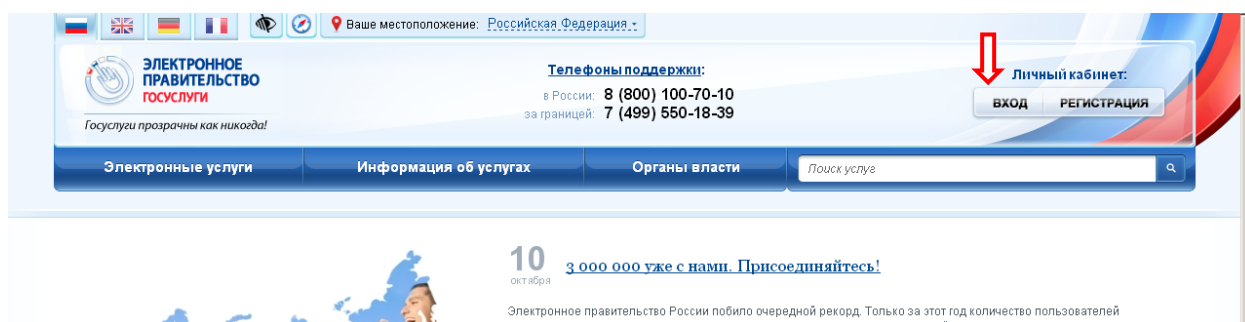 Ваше местоположение: Российская Федерация
ЭЛЕКТРОННОЕ
ПРАВИТЕЛЬСТВО
ГОСУСЛУГИ
Госуслуги прозрачны как никогда!
Телефоны поддержки:
в России: 8 (800) 100-70-10
за границей: 7 (499) 550-18-39
Личный кабинет:
ВХОД РЕГИСТРАЦИЯ
Электронные услуги Информация об услугах Органы власти Поиск услуг
10
октября
3 000 000 уже с нами. Присоединяйтесь!
Электронное правительство России побило очередной рекорд. Только за этот год количество пользователей